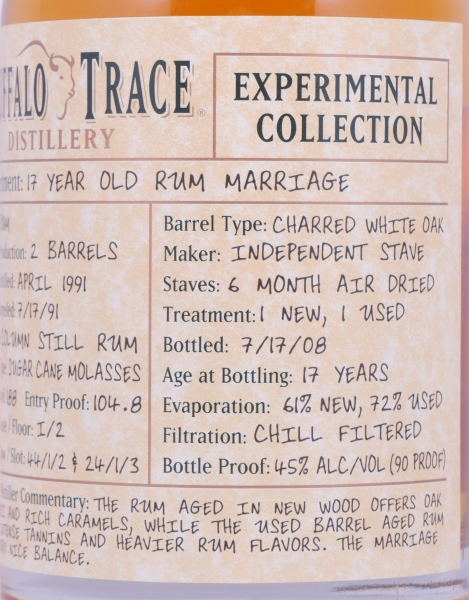 FFALO TRACE
DISTILLERY
EXPERIMENTAL
COLLECTION
17 YEAR OLD RUM MARRIAGE
2 BARRELS
APRIL 1991
7/17/91
COLUMN STILL RUM
SUGAR CANE MOLASSES
Entry Proof: 104.8
/ Floor: I/2
/ Slot: 44/1/2 & 24/1/3
Barrel Type: CHARRED WHITE OAK
Maker: INDEPENDENT STAVE
Staves: 6 MONTH AIR DRIED
Treatment: 1 NEW, 1 USED
Bottled: 7/17/08
Age at Bottling: 17 YEARS
Evaporation: 61% NEW, 72% USED
Filtration: CHILL FILTERED
Bottle Proof: 45% ALC/VOL (90 PROOF)
Commentary: THE RUM AGED IN NEW WOOD OFFERS OAK
AND RICH CARAMELS, WHILE THE USED BARREL AGED RUM
TANNINS AND HEAVIER RUM FLAVORS. THE MARRIAGE
NICE BALANCE.